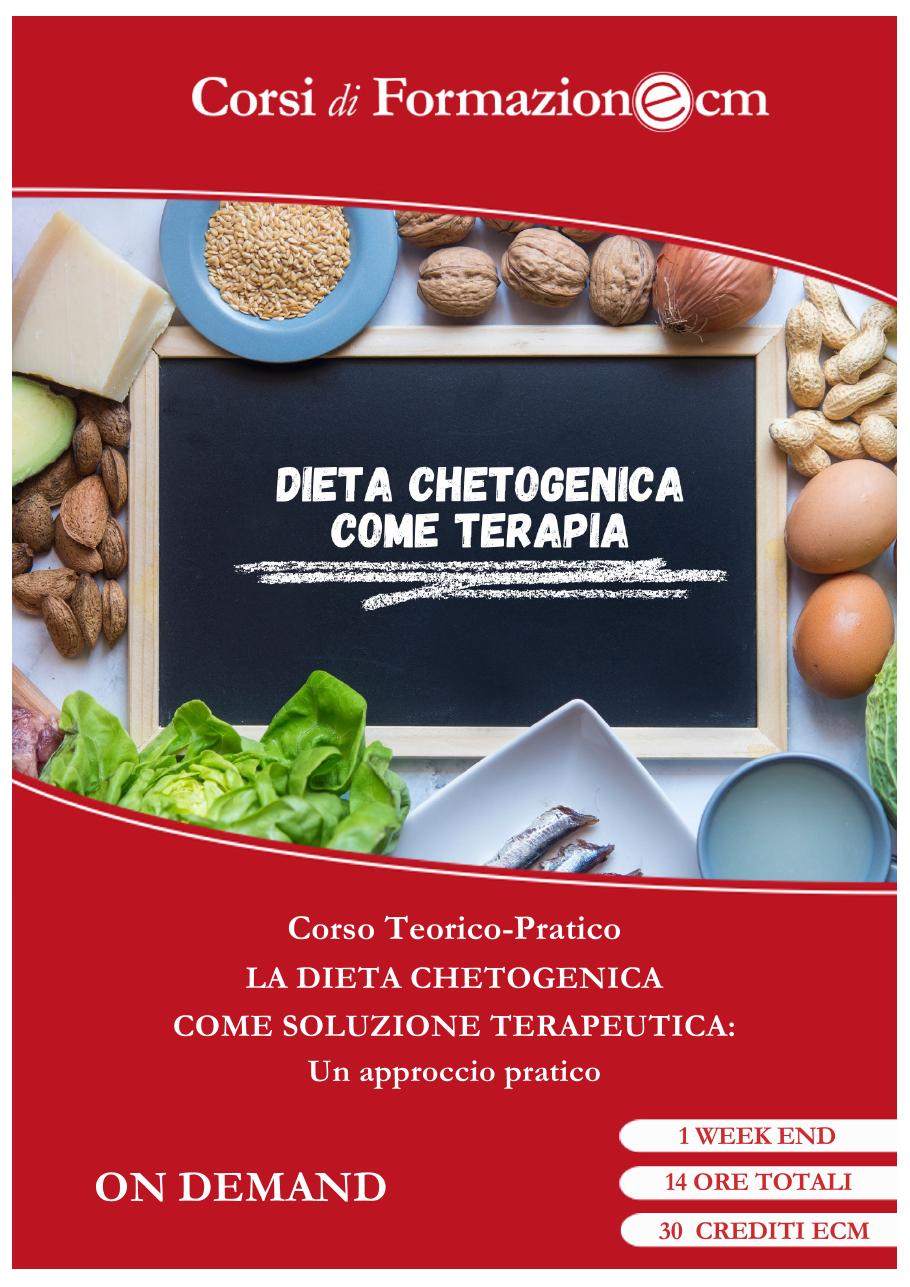 Corsi di Formazionecm
DIETA CHETOGENICA
COME TERAPIA
Corso Teorico-Pratico
LA DIETA CHETOGENICA
COME SOLUZIONE TERAPEUTICA:
Un approccio pratico
1 WEEK END
ON DEMAND
14 ORE TOTALI
30 CREDITI ECM